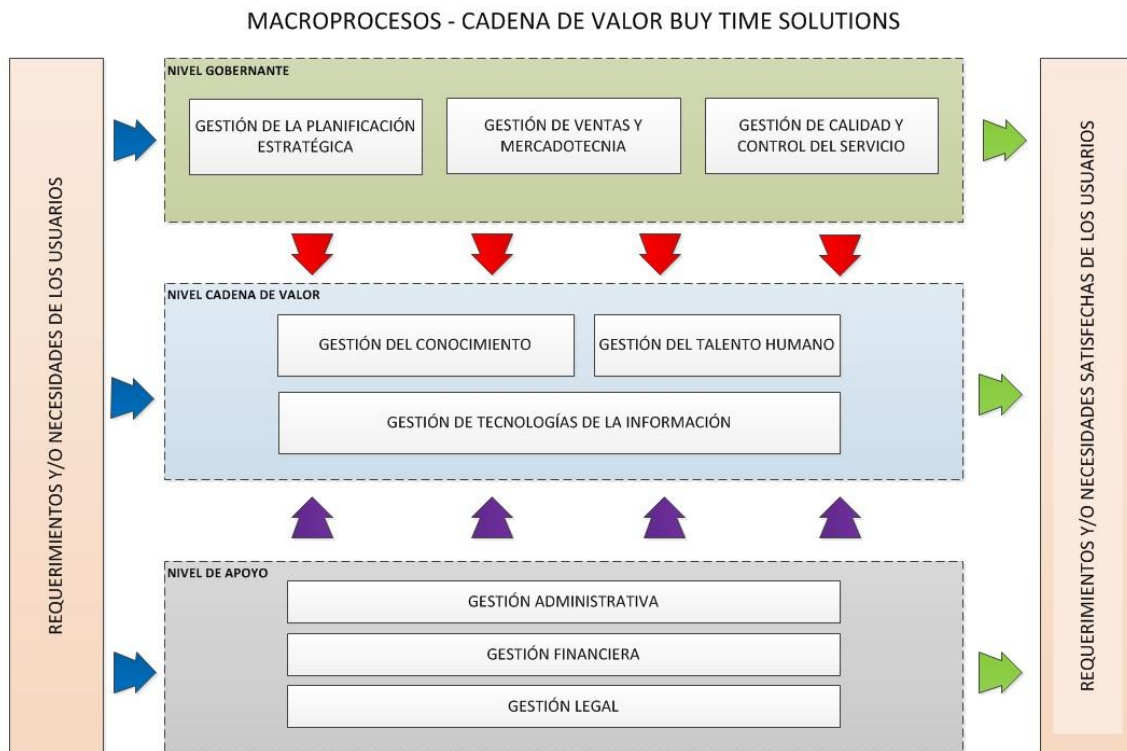 MACROPROCESOS - CADENA DE VALOR BUY TIME SOLUTIONS
REQUERIMIENTOS Y/O NECESIDADES DE LOS USUARIOS
NIVEL GOBERNANTE
GESTIÓN DE LA PLANIFICACIÓN
ESTRATÉGICA
GESTIÓN DE VENTAS Y
MERCADOTECNIA
GESTIÓN DE CALIDAD Y
CONTROL DEL SERVICIO
NIVEL CADENA DE VALOR
GESTIÓN DEL CONOCIMIENTO
GESTIÓN DEL TALENTO HUMANO
GESTIÓN DE TECNOLOGÍAS DE LA INFORMACIÓN
NIVEL DE APOYO
GESTIÓN ADMINISTRATIVA
GESTIÓN FINANCIERA
GESTIÓN LEGAL
REQUERIMIENTOS Y/O NECESIDADES SATISFECHAS DE LOS USUARIOS